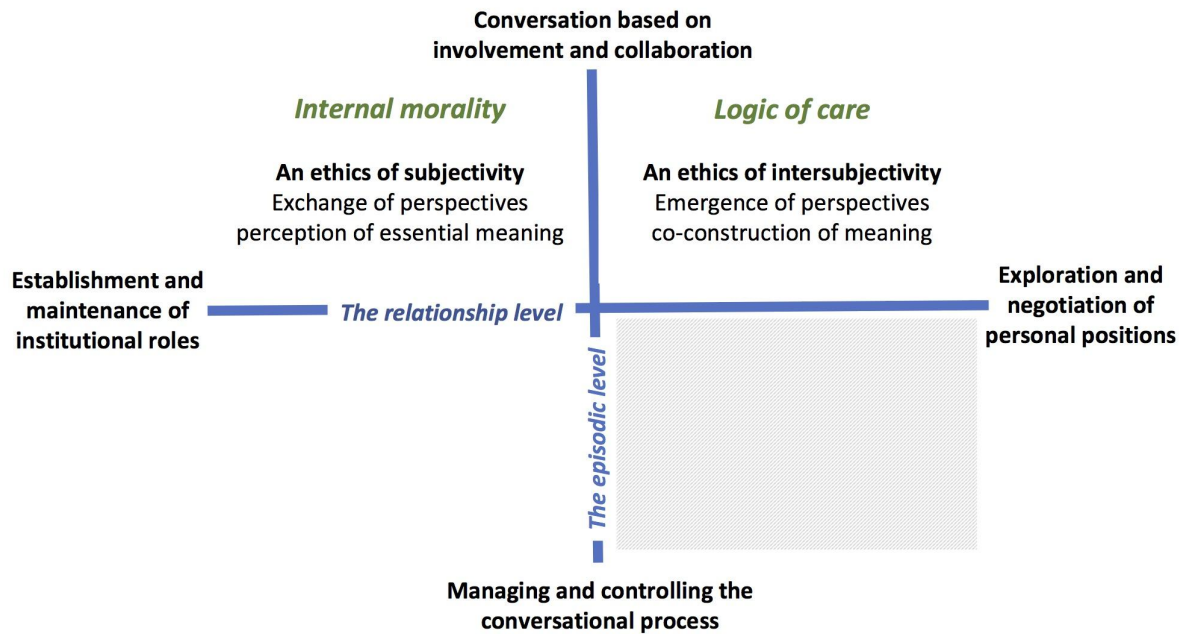 Conversation based on
involvement and collaboration
Internal morality
An ethics of subjectivity
Exchange of perspectives
perception of essential meaning
Logic of care
An ethics of intersubjectivity
Emergence of perspectives
co-construction of meaning
Establishment and
maintenance of
institutional roles
The relationship level
Exploration and
negotiation of
personal positions
The episodic level
Managing and controlling the
conversational process